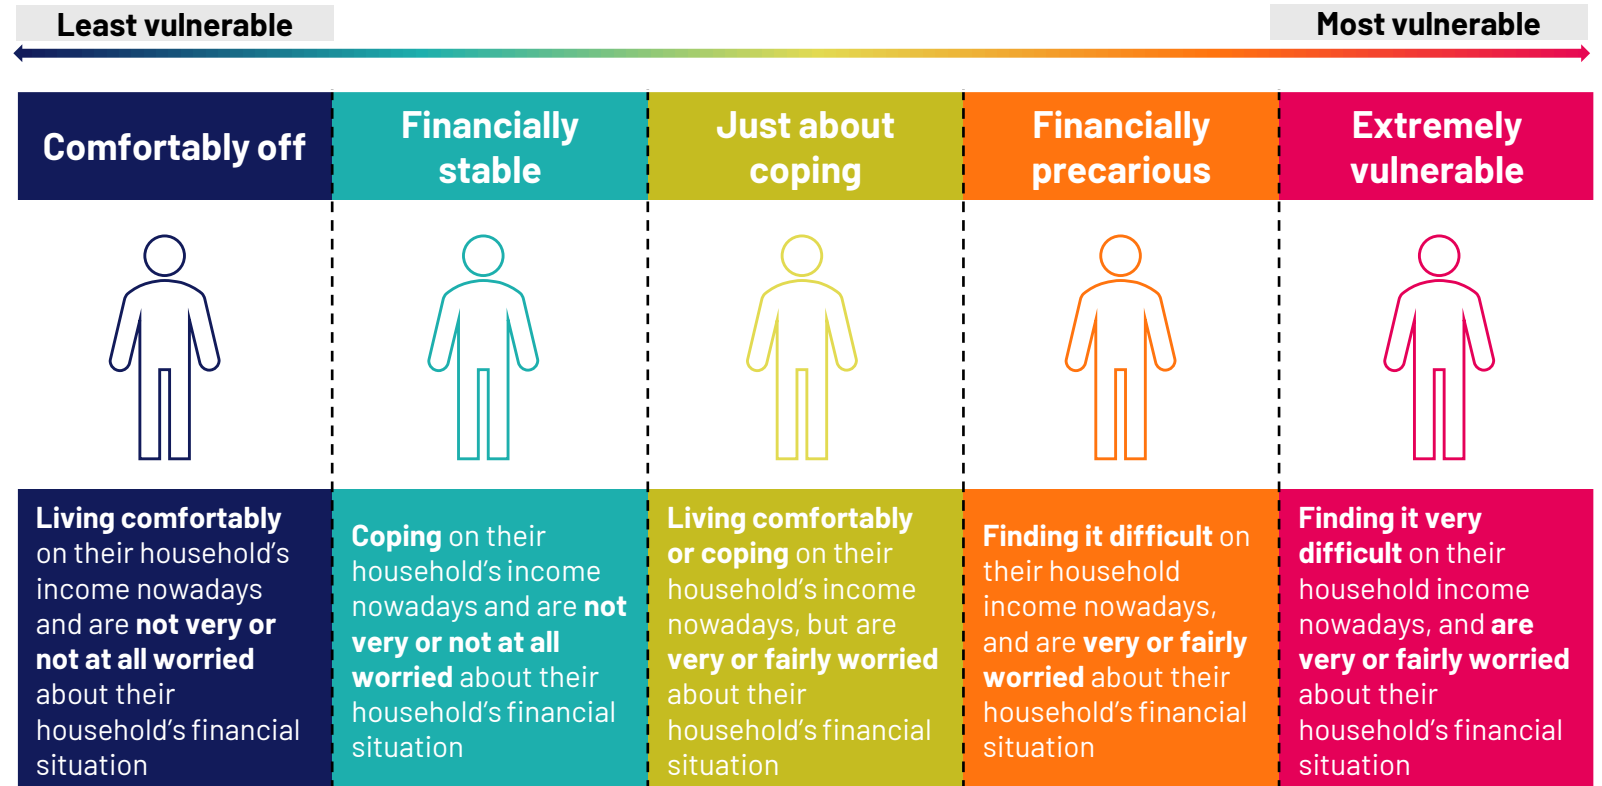 Least vulnerable
Most vulnerable
Comfortably off
Financially
stable
Just about
coping
Financially
precarious
Extremely
vulnerable
Living comfortably
on their household's
income nowadays
and are not very or
not at all worried
about their
household's financial
situation
Coping on their
household's income
nowadays and are not
very or not at all
worried about their
household's financial
situation
Living comfortably
or coping on their
household's income
nowadays, but are
very or fairly worried
about their
household's financial
situation
Finding it difficult on
their household
income nowadays,
and are very or fairly
worried about their
household's financial
situation
Finding it very
difficult on their
household income
nowadays, and are
very or fairly worried
about their
household's financial
situation